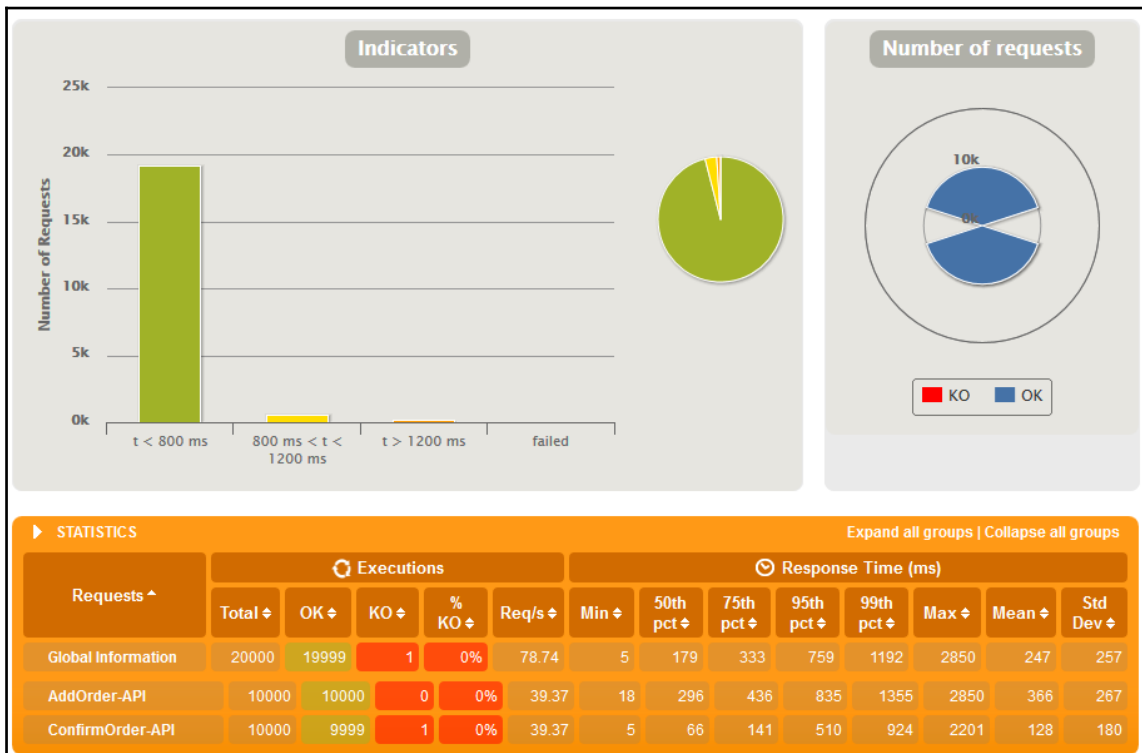 Indicators
25k
20k
15k
10k
5k
0k
Number of Requests
t < 800 ms
800 ms < t <
1200 ms
t > 1200 ms
failed
Number of requests
10k
0k
KO
OK
STATISTICS
Expand all groups | Collapse all groups
Requests
Executions
Response Time (ms)
Total OK KO % KO Req/s Min 50th pct 75th pct 95th pct 99th pct Max Mean Std Dev
Global Information 20000 19999 1 0% 78.74 5 179 333 759 1192 2850 247 257
AddOrder-API 10000 10000 0 0% 39.37 18 296 436 835 1355 2850 366 267
ConfirmOrder-API 10000 9999 1 0% 39.37 5 66 141 510 924 2201 128 180